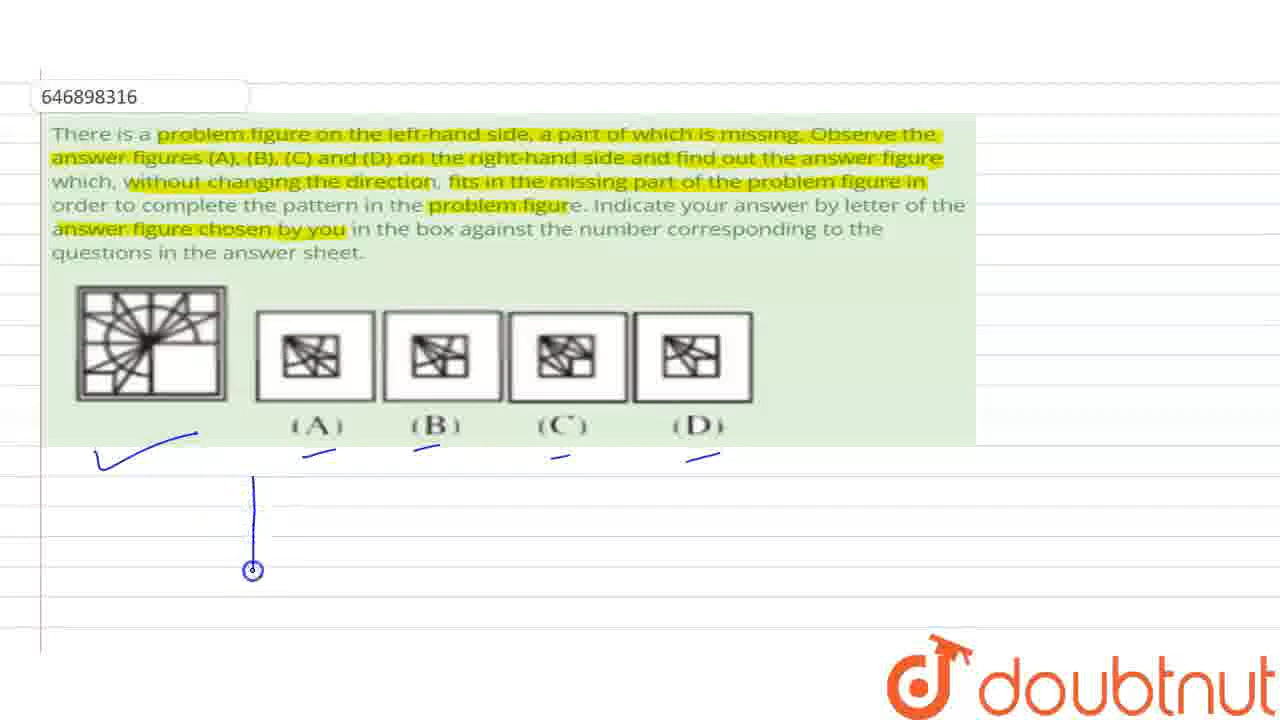 646898316
There is a problem figure on the left-hand side, a part of which is missing. Observe the
answer figures (A), (B), (C) and (D) on the right-hand side and find out the answer figure
which, without changing the direction, fits in the missing part of the problem figure in
order to complete the pattern in the problem figure. Indicate your answer by letter of the
answer figure chosen by you in the box against the number corresponding to the
questions in the answer sheet.
(A) (B) (C) (D)
doubtnut